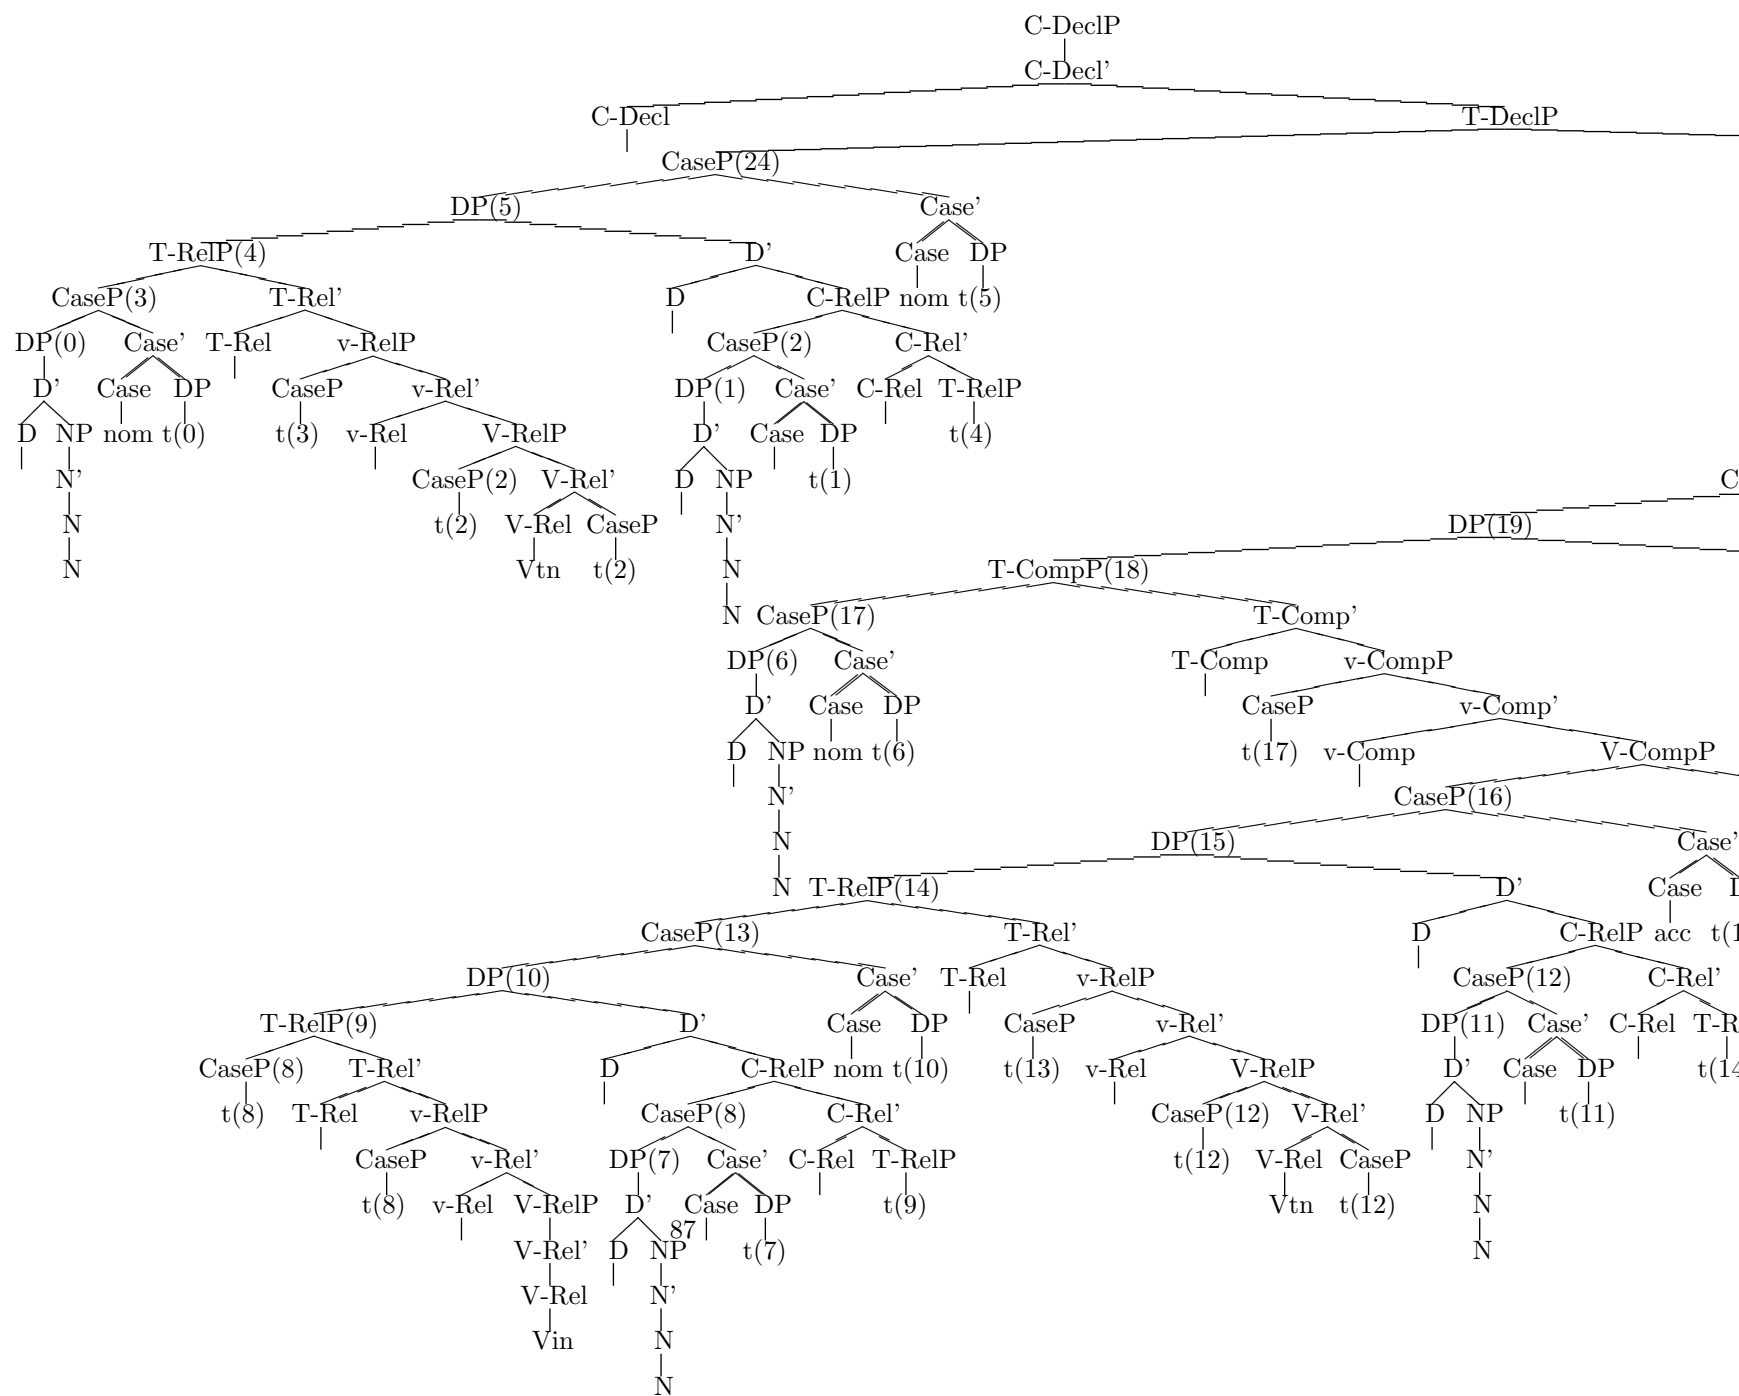 C-DeclP
C-Decl’
C-Decl T-DeclP
CaseP(24)
DP(5) Case’
T-RelP(4) D’ Case DP
CaseP(3) T-Rel’ D C-RelP nom t(5)
DP(0) Case’ T-Rel v-RelP CaseP(2) C-Rel’
D’ Case DP CaseP v-Rel’ DP(1) Case’ C-Rel T-RelP
D NP nom t(0) t(3) v-Rel V-RelP D’ Case DP t(4)
N’ CaseP(2) V-Rel’ D NP t(1)
N t(2) V-Rel CaseP N’ DP(19)
N Vtn t(2) N T-CompP(18)
N CaseP(17) T-Comp’
DP(6) Case’ T-Comp v-CompP
D’ Case DP CaseP v-Comp’
D NP nom t(6) t(17) v-Comp V-CompP
N’ CaseP(16)
N DP(15) Case’
N T-RelP(14) D’ Case
CaseP(13) T-Rel’ D C-RelP acc
DP(10) Case’ T-Rel v-RelP CaseP(12) C-Rel’
T-RelP(9) D’ Case DP CaseP v-Rel’ DP(11) Case’ C-Rel
CaseP(8) T-Rel’ D C-RelP nom t(10) t(13) v-Rel V-RelP D’ Case DP
t(8) T-Rel v-RelP CaseP(8) C-Rel’ CaseP(12) V-Rel’ D NP t(11)
CaseP v-Rel’ DP(7) Case’ C-Rel T-RelP t(12) V-Rel CaseP N’
t(8) v-Rel V-RelP D’ Case DP t(9) Vtn t(12) N
87
V-Rel’ D NP t(7) N
V-Rel N’
Vin N
N